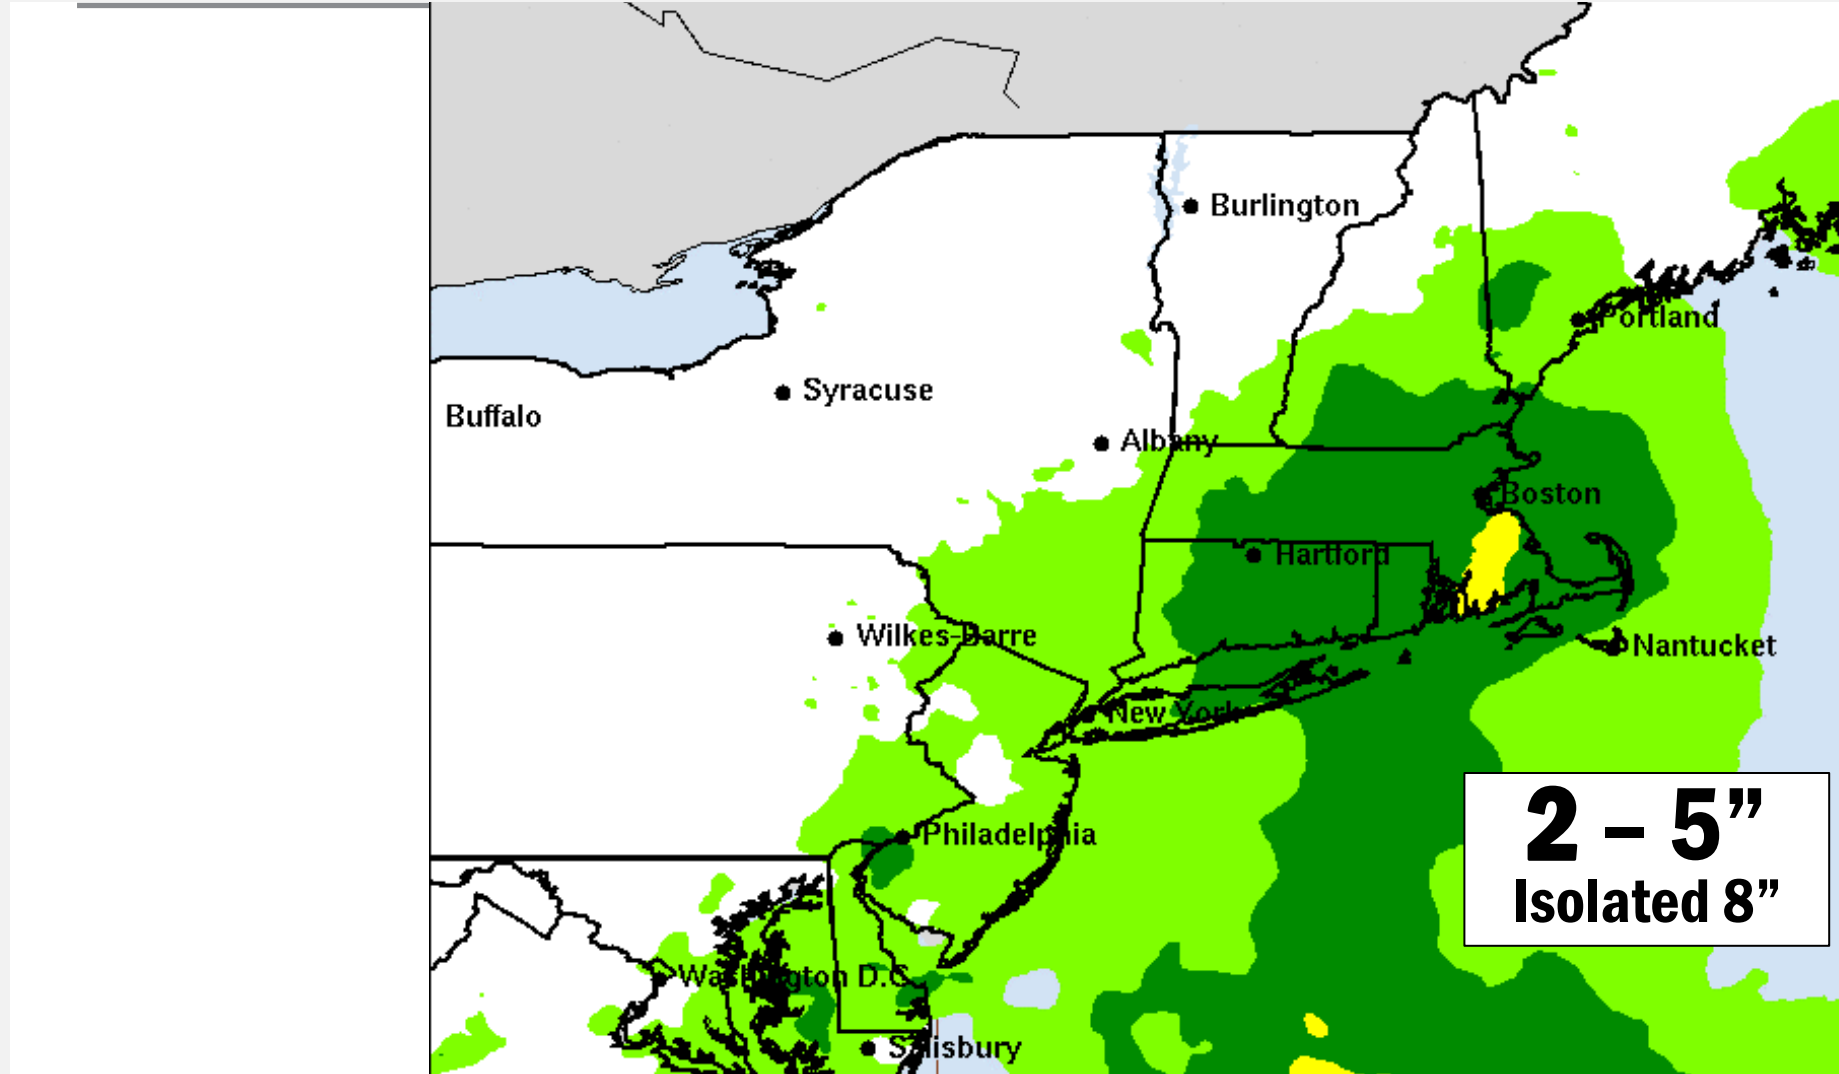 Burlington
Portland
Syracuse
Buffalo
Albany
Boston
Hartford
Wilkes-Barre
Nantucket
New York
2 – 5”
Isolated 8”
Philadelphia
Washington D.C.
Salisbury